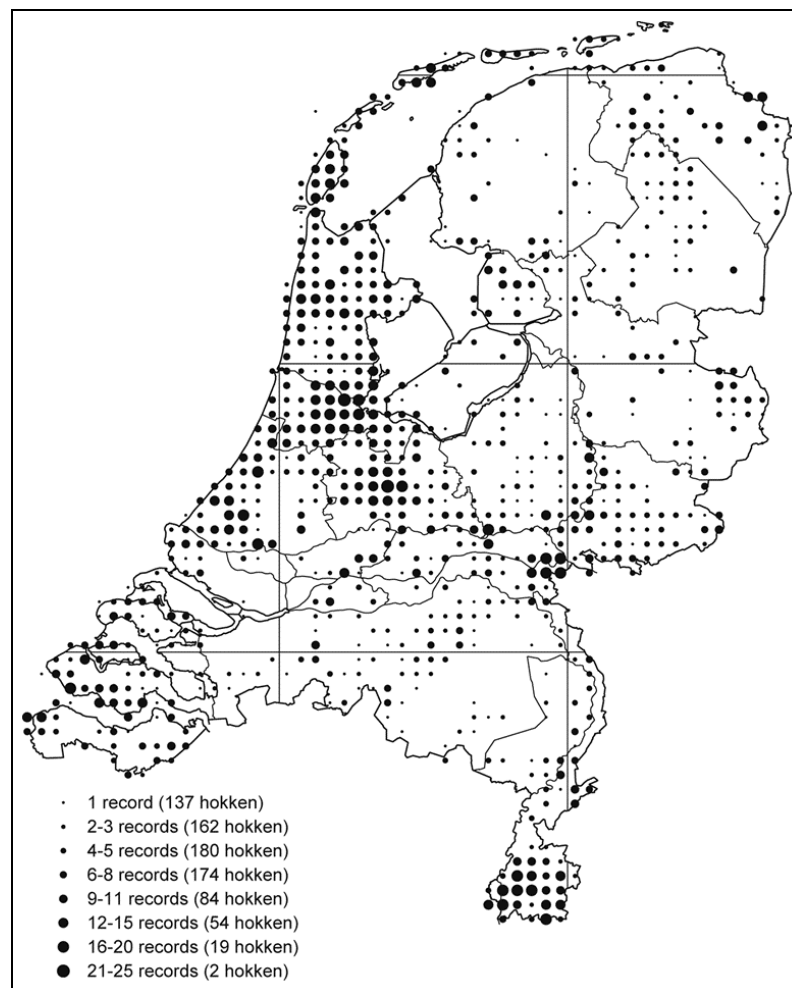 1 record (137 hokken)
2-3 records (162 hokken)
4-5 records (180 hokken)
6-8 records (174 hokken)
9-11 records (84 hokken)
12-15 records (54 hokken)
16-20 records (19 hokken)
21-25 records (2 hokken)